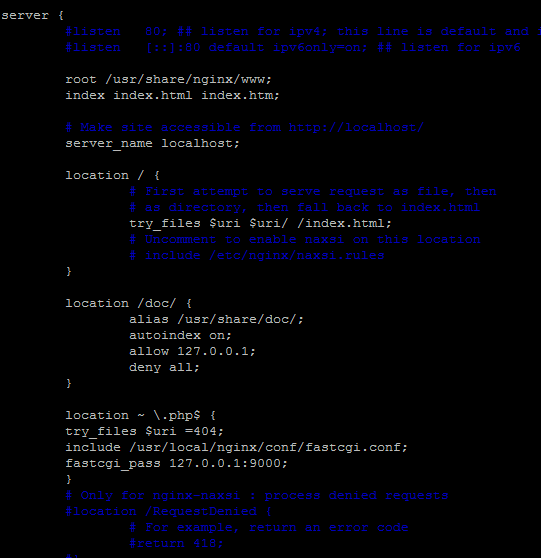 server {
#listen   80; ## listen for ipv4; this line is default and
#listen   [::]:80 default ipv6only=on; ## listen for ipv6
root /usr/share/nginx/www;
index index.html index.htm;
# Make site accessible from http://localhost/
server_name localhost;
location / {
# First attempt to serve request as file, then
# as directory, then fall back to index.html
try_files $uri $uri/ /index.html;
# Uncomment to enable naxsi on this location
# include /etc/nginx/naxsi.rules
}
location /doc/ {
alias /usr/share/doc/;
autoindex on;
allow 127.0.0.1;
deny all;
}
location ~ \.php$ {
try_files $uri =404;
include /usr/local/nginx/conf/fastcgi.conf;
fastcgi_pass 127.0.0.1:9000;
}
# Only for nginx-naxsi : process denied requests
#location /RequestDenied {
# For example, return an error code
#return 418;